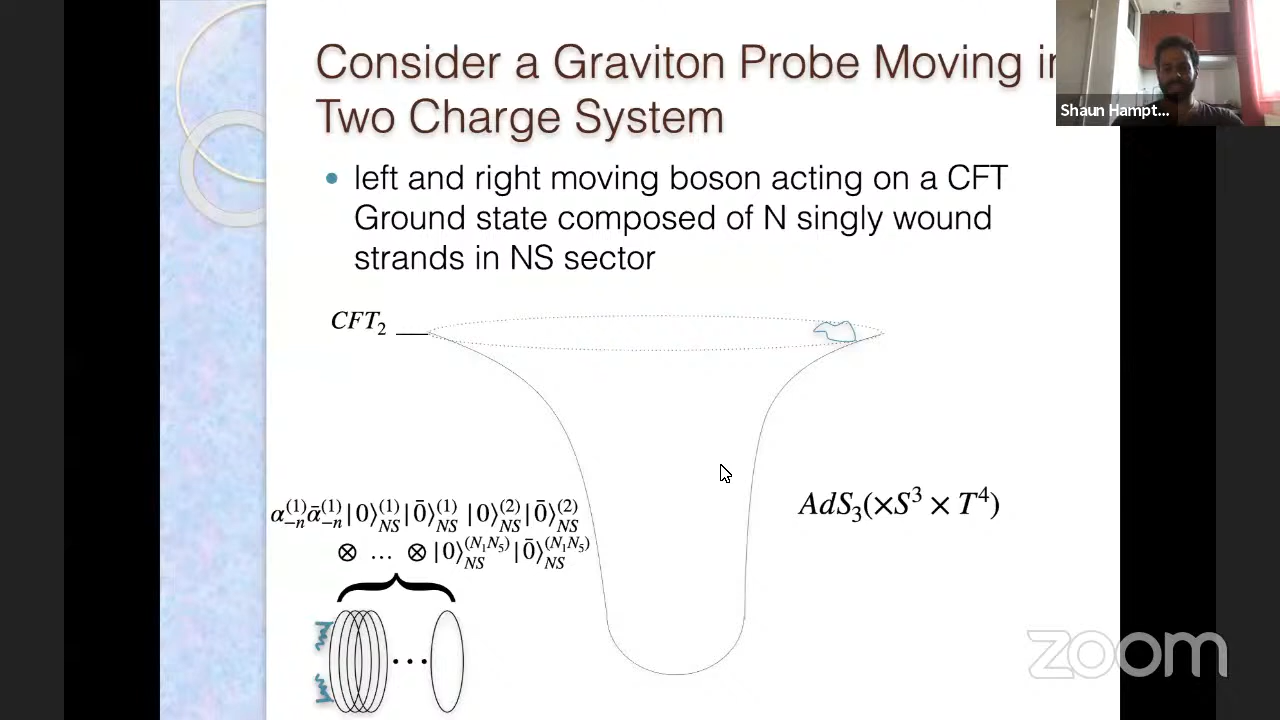 Consider a Graviton Probe Moving in
Two Charge System
Shaun Hampt...
• left and right moving boson acting on a CFT
Ground state composed of N singly wound
strands in NS sector
CFT₂
α₋ₙ⁽¹⁾ᾱ₋ₙ⁽¹⁾|0⟩_NS⁽¹⁾|0̄⟩_NS⁽¹⁾ |0⟩_NS⁽²⁾|0̄⟩_NS⁽²⁾
⊗ … ⊗|0⟩_NS^(N₁N₅)|0̄⟩_NS^(N₁N₅)
AdS₃(×S³ × T⁴)
...
zoom